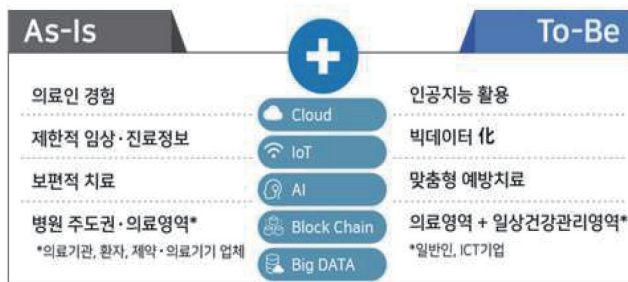 As-Is
To-Be
의료인 경험
제한적 임상·진료정보
보편적 치료
병원 주도권·의료영역*
*의료기관, 환자, 제약·의료기기 업체
Cloud
IoT
AI
Block Chain
Big DATA
인공지능 활용
빅데이터 化
맞춤형 예방치료
의료영역 + 일상건강관리영역*
*일반인, ICT기업